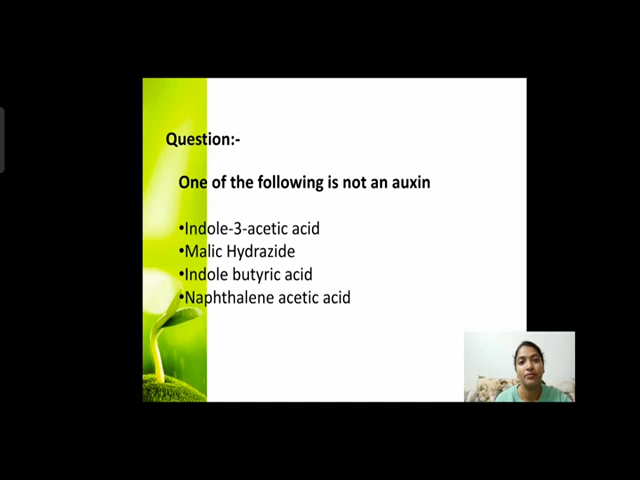 Question:-
One of the following is not an auxin
•Indole-3-acetic acid
•Malic Hydrazide
•Indole butyric acid
•Naphthalene acetic acid